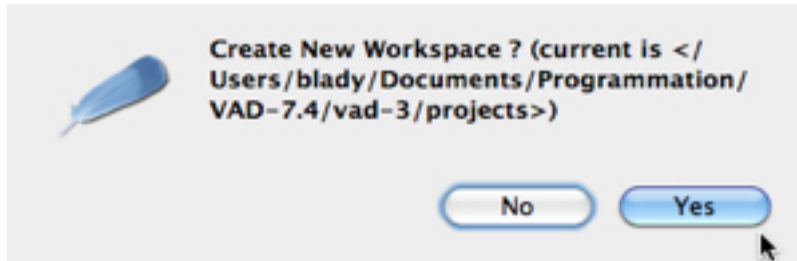 Create New Workspace ? (current is </
Users/blady/Documents/Programmation/
VAD-7.4/vad-3/projects>)
No
Yes